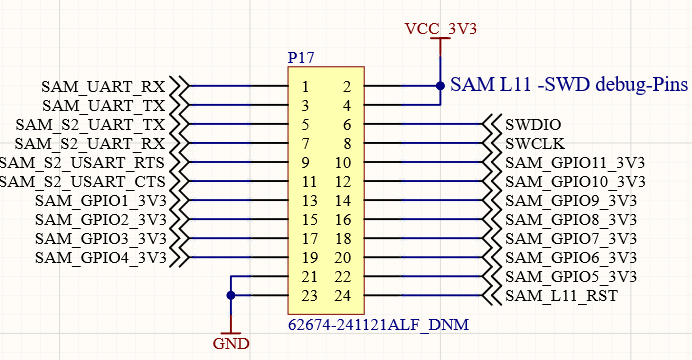 VCC_3V3
P17
SAM L11 -SWD debug-Pins
SAM_UART_RX 1 2
SAM_UART_TX 3 4
SAM_S2_UART_TX 5 6 SWDIO
SAM_S2_UART_RX 7 8 SWCLK
SAM_S2_USART_RTS 9 10 SAM_GPIO11_3V3
SAM_S2_USART_CTS 11 12 SAM_GPIO10_3V3
SAM_GPIO1_3V3 13 14 SAM_GPIO9_3V3
SAM_GPIO2_3V3 15 16 SAM_GPIO8_3V3
SAM_GPIO3_3V3 17 18 SAM_GPIO7_3V3
SAM_GPIO4_3V3 19 20 SAM_GPIO6_3V3
21 22 SAM_GPIO5_3V3
23 24 SAM_L11_RST
62674-241121ALF_DNM
GND